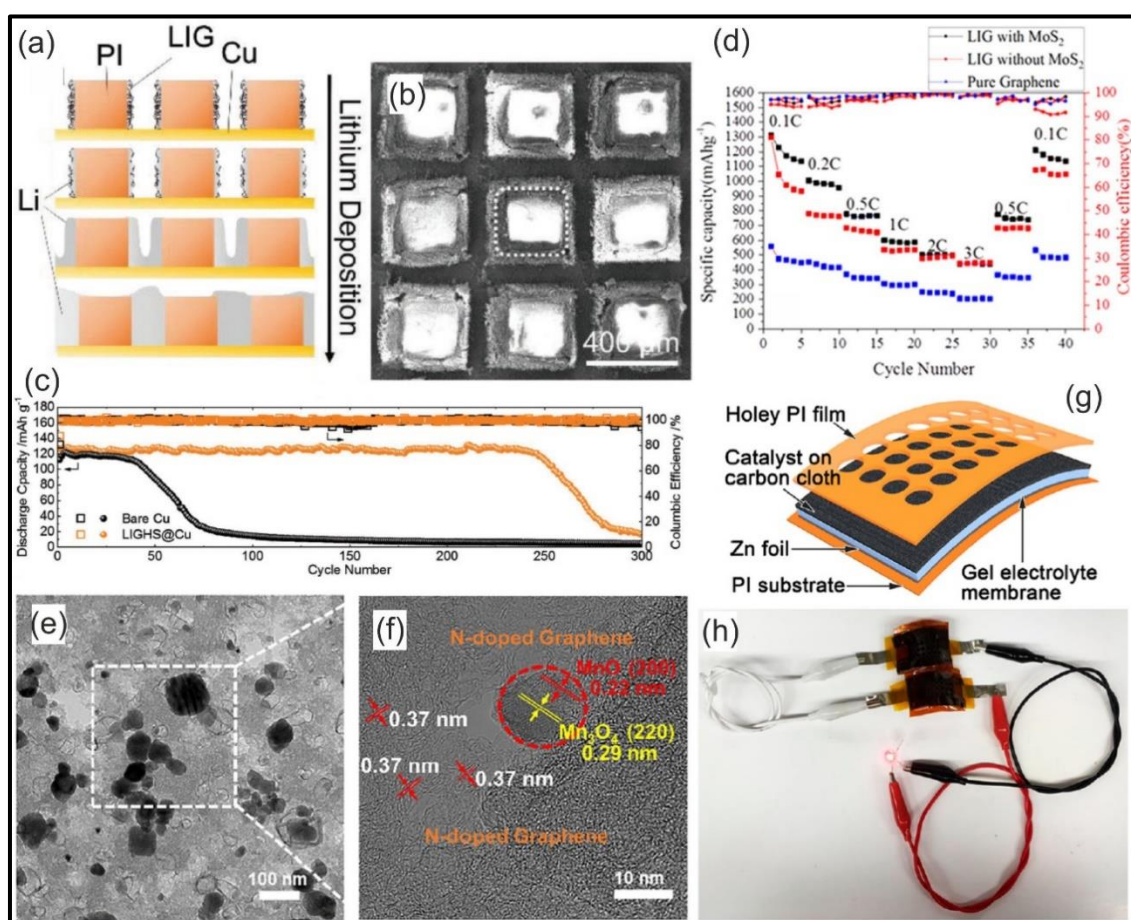 (a)
PI
LIG
Cu
Li
Lithium Deposition
(b)
400 μm
(d)
LIG with MoS₂
LIG without MoS₂
Pure Graphene
1600
1500
1400
1300
1200
1100
1000
900
800
700
600
500
400
300
200
100
0
Specific capacity(mAhg⁻¹)
0.1C
0.2C
0.5C
1C
2C
3C
0.5C
0.1C
100
90
80
70
60
50
40
30
20
10
0
Coulombic efficiency(%)
0 5 10 15 20 25 30 35 40
Cycle Number
(c)
180
160
140
120
100
80
60
40
20
0
Discharge Cpacity /mAh g⁻¹
Bare Cu
LIGHS@Cu
100
80
60
40
20
0
Columbic Efficiency /%
0 50 100 150 200 250 300
Cycle Number
(g)
Holey PI film
Catalyst on
carbon cloth
Zn foil
PI substrate
Gel electrolyte
membrane
(e)
100 nm
(f)
N-doped Graphene
MnO (200)
0.22 nm
Mn₃O₄ (220)
0.29 nm
0.37 nm
0.37 nm
0.37 nm
N-doped Graphene
10 nm
(h)